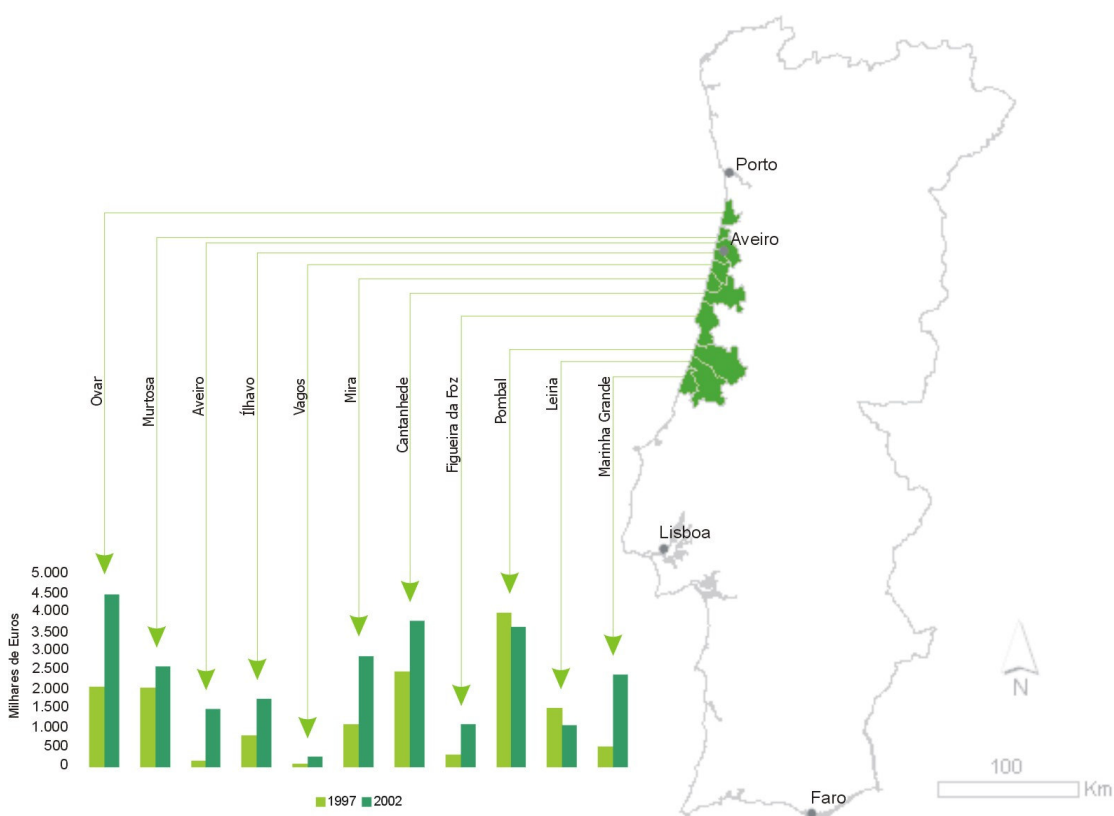 Porto
Aveiro
Ovar
Murtosa
Aveiro
Ílhavo
Vagos
Mira
Cantanhede
Figueira da Foz
Pombal
Leiria
Marinha Grande
Lisboa
Milhares de Euros
5.000
4.500
4.000
3.500
3.000
2.500
2.000
1.500
1.000
500
0
1997 2002
N
100
Km
Faro